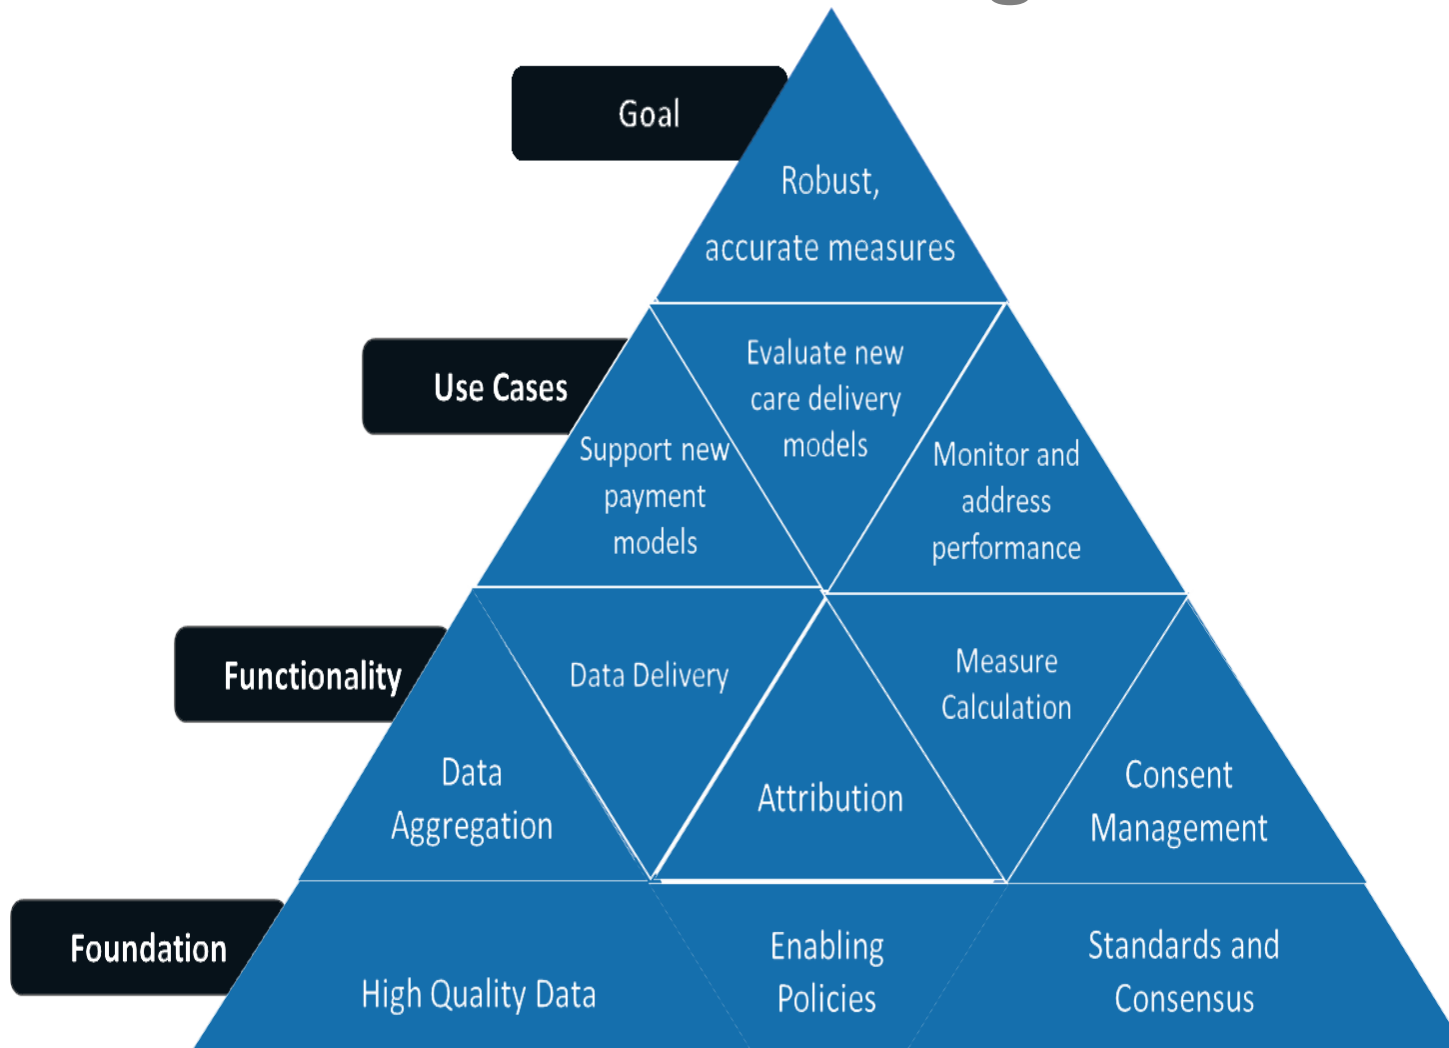 Goal
Robust,
accurate measures
Use Cases
Evaluate new
care delivery
models
Support new
payment
models
Monitor and
address
performance
Functionality
Data Delivery
Measure
Calculation
Data
Aggregation
Attribution
Consent
Management
Foundation
High Quality Data
Enabling
Policies
Standards and
Consensus